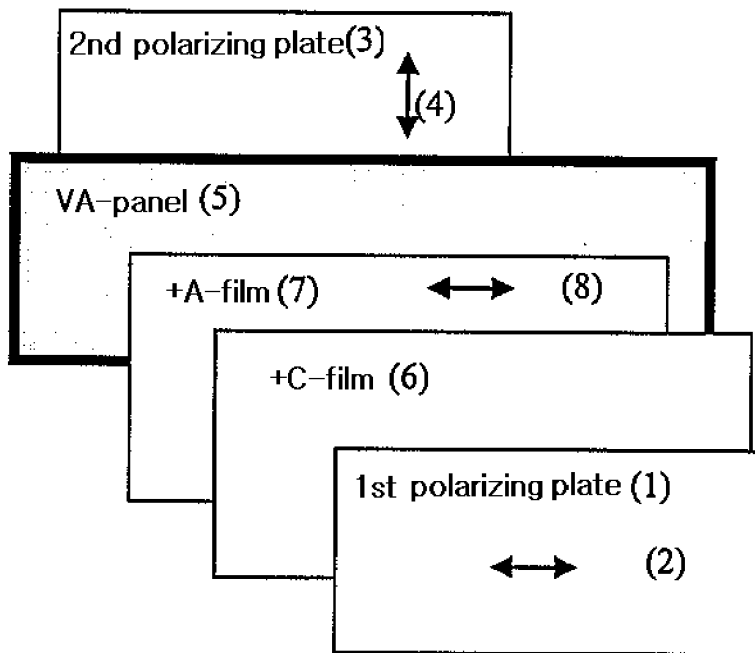 2nd polarizing plate(3)
(4)
VA-panel (5)
+A-film (7) (8)
+C-film (6)
1st polarizing plate (1)
(2)